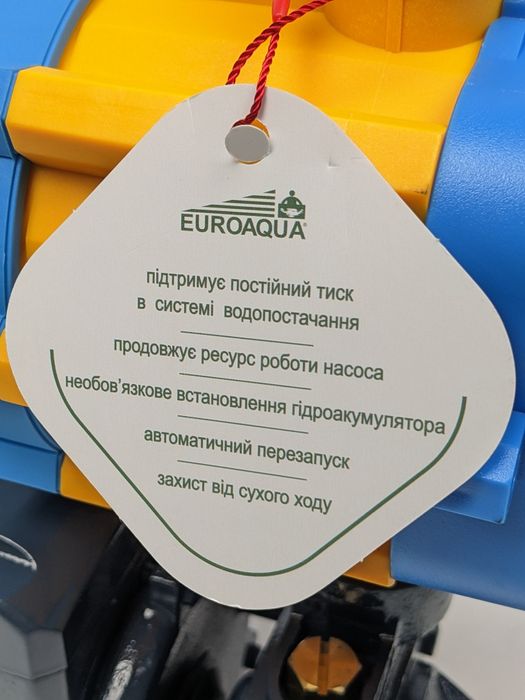 EUROAQUA®
підтримує постійний тиск
в системі водопостачання
продовжує ресурс роботи насоса
необов'язкове встановлення гідроакумулятора
автоматичний перезапуск
захист від сухого ходу